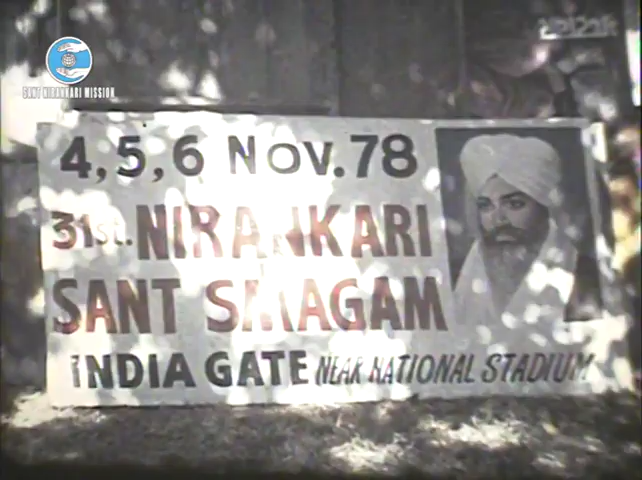 SANT NIRANKARI MISSION
4, 5, 6 NOV. 78
31st. NIRANKARI
SANT SMAGAM
INDIA GATE NEAR NATIONAL STADIUM